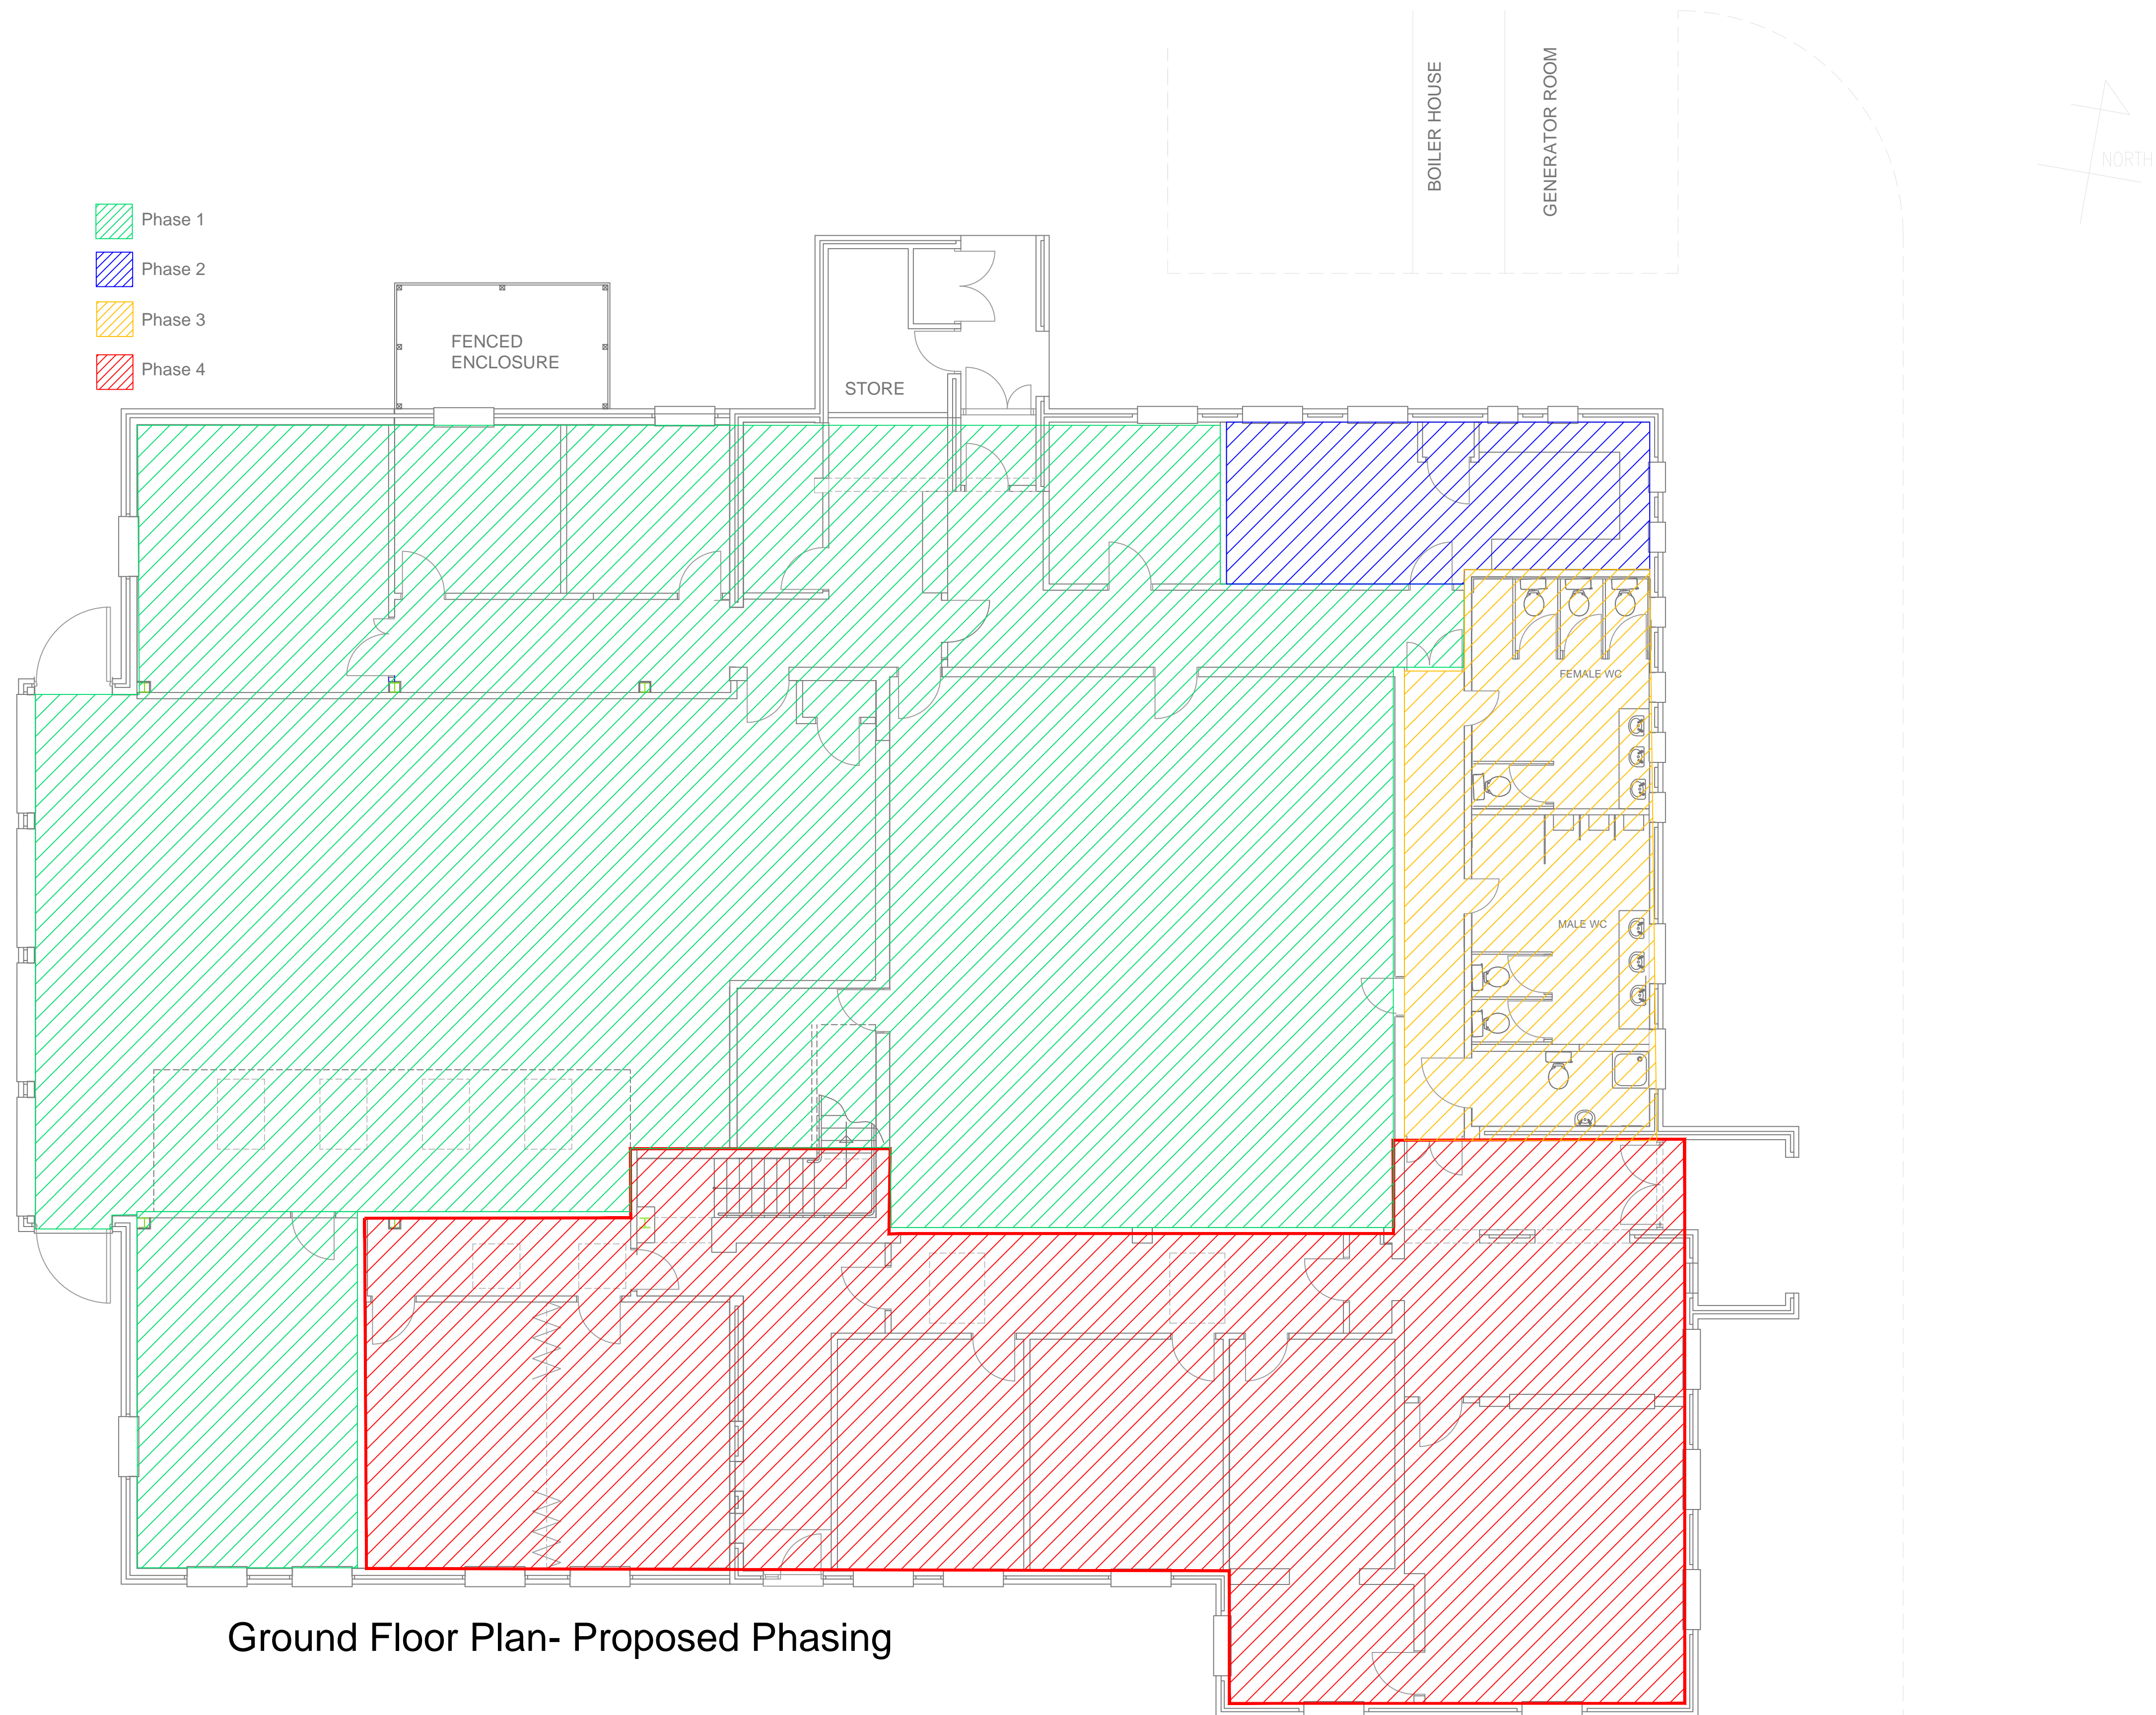 BOILER HOUSE
GENERATOR ROOM
NORTH
Phase 1
Phase 2
Phase 3
Phase 4
FENCED
ENCLOSURE
STORE
FEMALE WC
MALE WC
Ground Floor Plan- Proposed Phasing